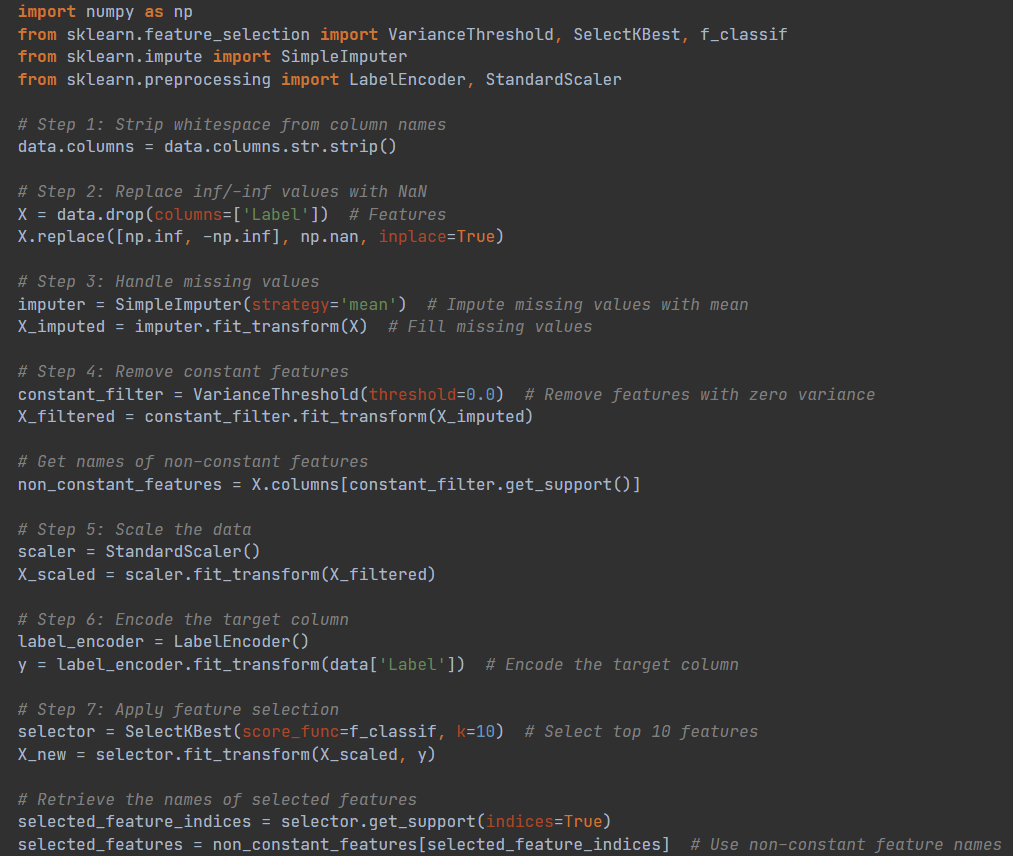 import numpy as np
from sklearn.feature_selection import VarianceThreshold, SelectKBest, f_classif
from sklearn.impute import SimpleImputer
from sklearn.preprocessing import LabelEncoder, StandardScaler

# Step 1: Strip whitespace from column names
data.columns = data.columns.str.strip()

# Step 2: Replace inf/-inf values with NaN
X = data.drop(columns=['Label'])  # Features
X.replace([np.inf, -np.inf], np.nan, inplace=True)

# Step 3: Handle missing values
imputer = SimpleImputer(strategy='mean')  # Impute missing values with mean
X_imputed = imputer.fit_transform(X)  # Fill missing values

# Step 4: Remove constant features
constant_filter = VarianceThreshold(threshold=0.0)  # Remove features with zero variance
X_filtered = constant_filter.fit_transform(X_imputed)

# Get names of non-constant features
non_constant_features = X.columns[constant_filter.get_support()]

# Step 5: Scale the data
scaler = StandardScaler()
X_scaled = scaler.fit_transform(X_filtered)

# Step 6: Encode the target column
label_encoder = LabelEncoder()
y = label_encoder.fit_transform(data['Label'])  # Encode the target column

# Step 7: Apply feature selection
selector = SelectKBest(score_func=f_classif, k=10)  # Select top 10 features
X_new = selector.fit_transform(X_scaled, y)

# Retrieve the names of selected features
selected_feature_indices = selector.get_support(indices=True)
selected_features = non_constant_features[selected_feature_indices]  # Use non-constant feature names